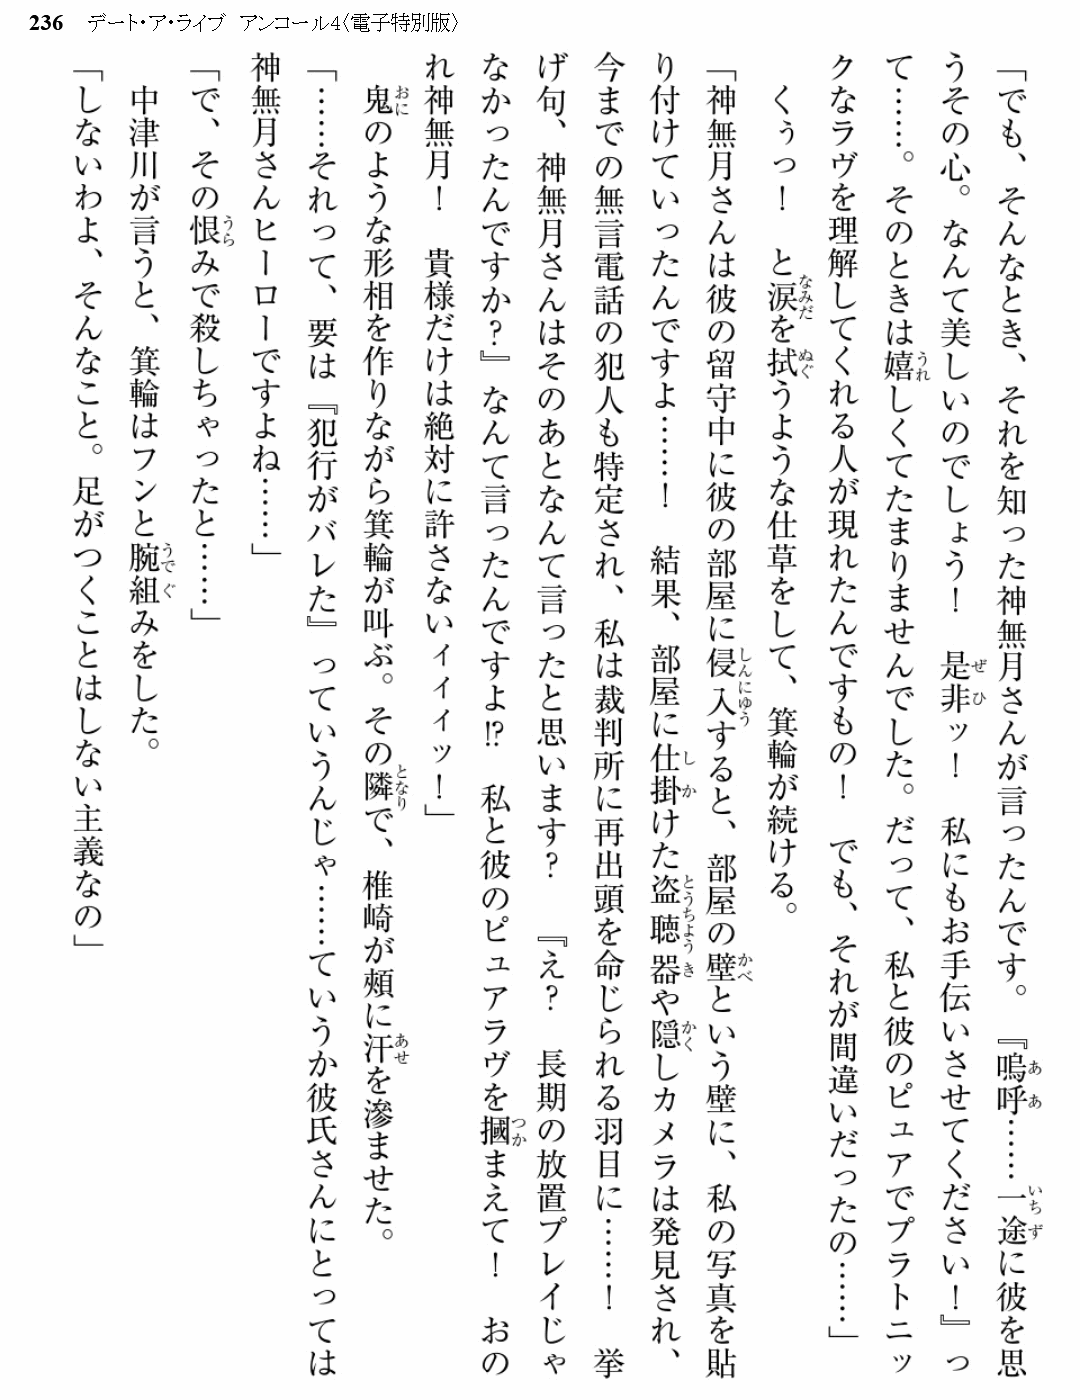 236　デート・ア・ライブ　アンコール4〈電子特別版〉
「でも、そんなとき、それを知った神無月さんが言ったんです。『嗚呼……一途に彼を思
うその心。なんて美しいのでしょう！　是非ッ！　私にもお手伝いさせてください！』っ
て……。そのときは嬉しくてたまりませんでした。だって、私と彼のピュアでプラトニッ
クなラヴを理解してくれる人が現れたんですもの！　でも、それが間違いだったの……」
　くぅっ！　と涙を拭うような仕草をして、箕輪が続ける。
「神無月さんは彼の留守中に彼の部屋に侵入すると、部屋の壁という壁に、私の写真を貼
り付けていったんですよ……！　結果、部屋に仕掛けた盗聴器や隠しカメラは発見され、
今までの無言電話の犯人も特定され、私は裁判所に再出頭を命じられる羽目に……！　挙
げ句、神無月さんはそのあとなんて言ったと思います？　『え？　長期の放置プレイじゃ
なかったんですか？』なんて言ったんですよ⁉　私と彼のピュアラヴを摑まえて！　おの
れ神無月！　貴様だけは絶対に許さないィィィッ！」
　鬼のような形相を作りながら箕輪が叫ぶ。その隣で、椎崎が頰に汗を滲ませた。
「……それって、要は『犯行がバレた』っていうんじゃ……ていうか彼氏さんにとっては
神無月さんヒーローですよね……」
「で、その恨みで殺しちゃったと……」
　中津川が言うと、箕輪はフンと腕組みをした。
「しないわよ、そんなこと。足がつくことはしない主義なの」